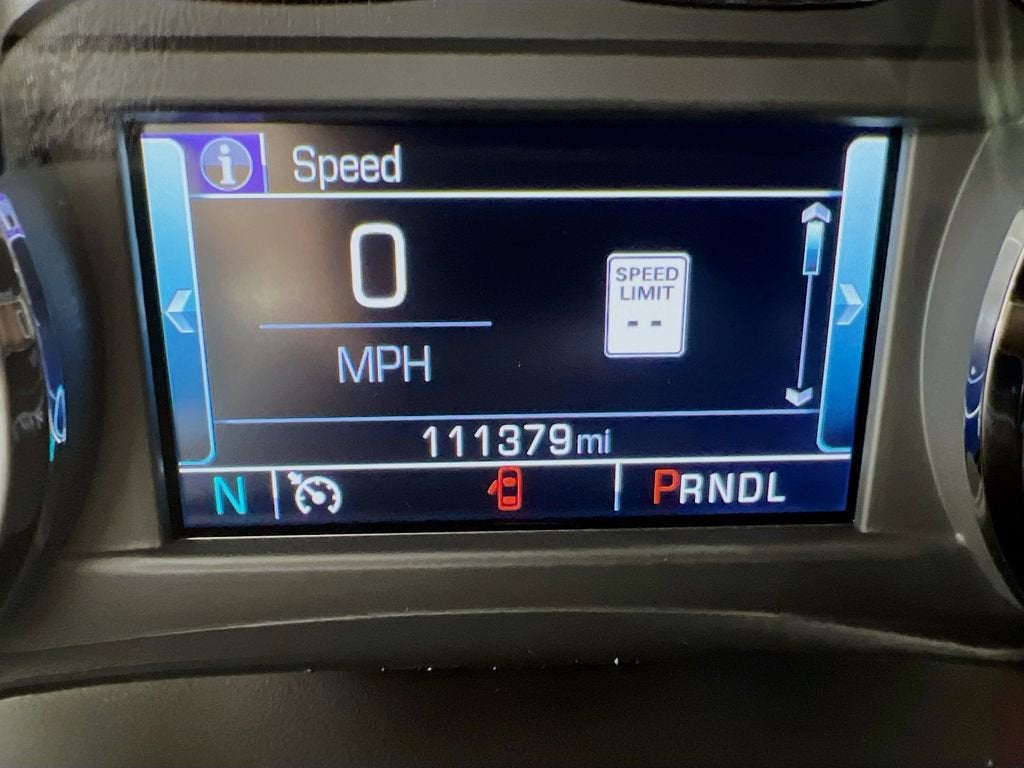 i Speed
0
MPH
SPEED
LIMIT
--
111379mi
N PRNDL